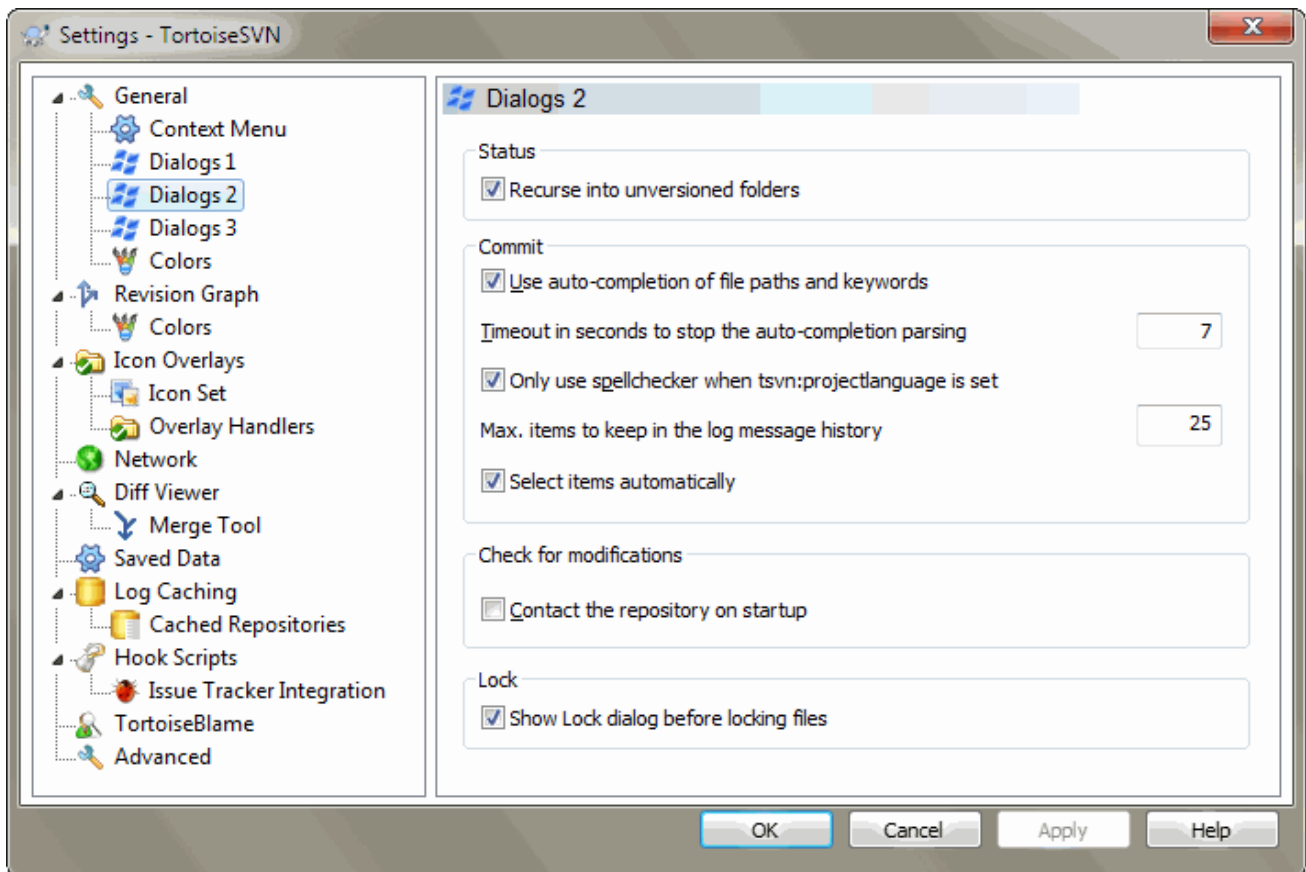 Settings - TortoiseSVN
General
Context Menu
Dialogs 1
Dialogs 2
Dialogs 3
Colors
Revision Graph
Colors
Icon Overlays
Icon Set
Overlay Handlers
Network
Diff Viewer
Merge Tool
Saved Data
Log Caching
Cached Repositories
Hook Scripts
Issue Tracker Integration
TortoiseBlame
Advanced
Dialogs 2
Status
Recurse into unversioned folders
Commit
Use auto-completion of file paths and keywords
Timeout in seconds to stop the auto-completion parsing 7
Only use spellchecker when tsvn:projectlanguage is set
Max. items to keep in the log message history 25
Select items automatically
Check for modifications
Contact the repository on startup
Lock
Show Lock dialog before locking files
OK Cancel Apply Help